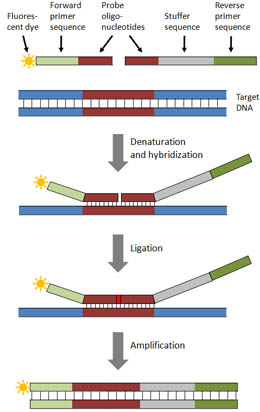 Fluores-
cent dye
Forward
primer
sequence
Probe
oligo-
nucleotides
Stuffer
sequence
Reverse
primer
sequence
Target
DNA
Denaturation
and hybridization
Ligation
Amplification